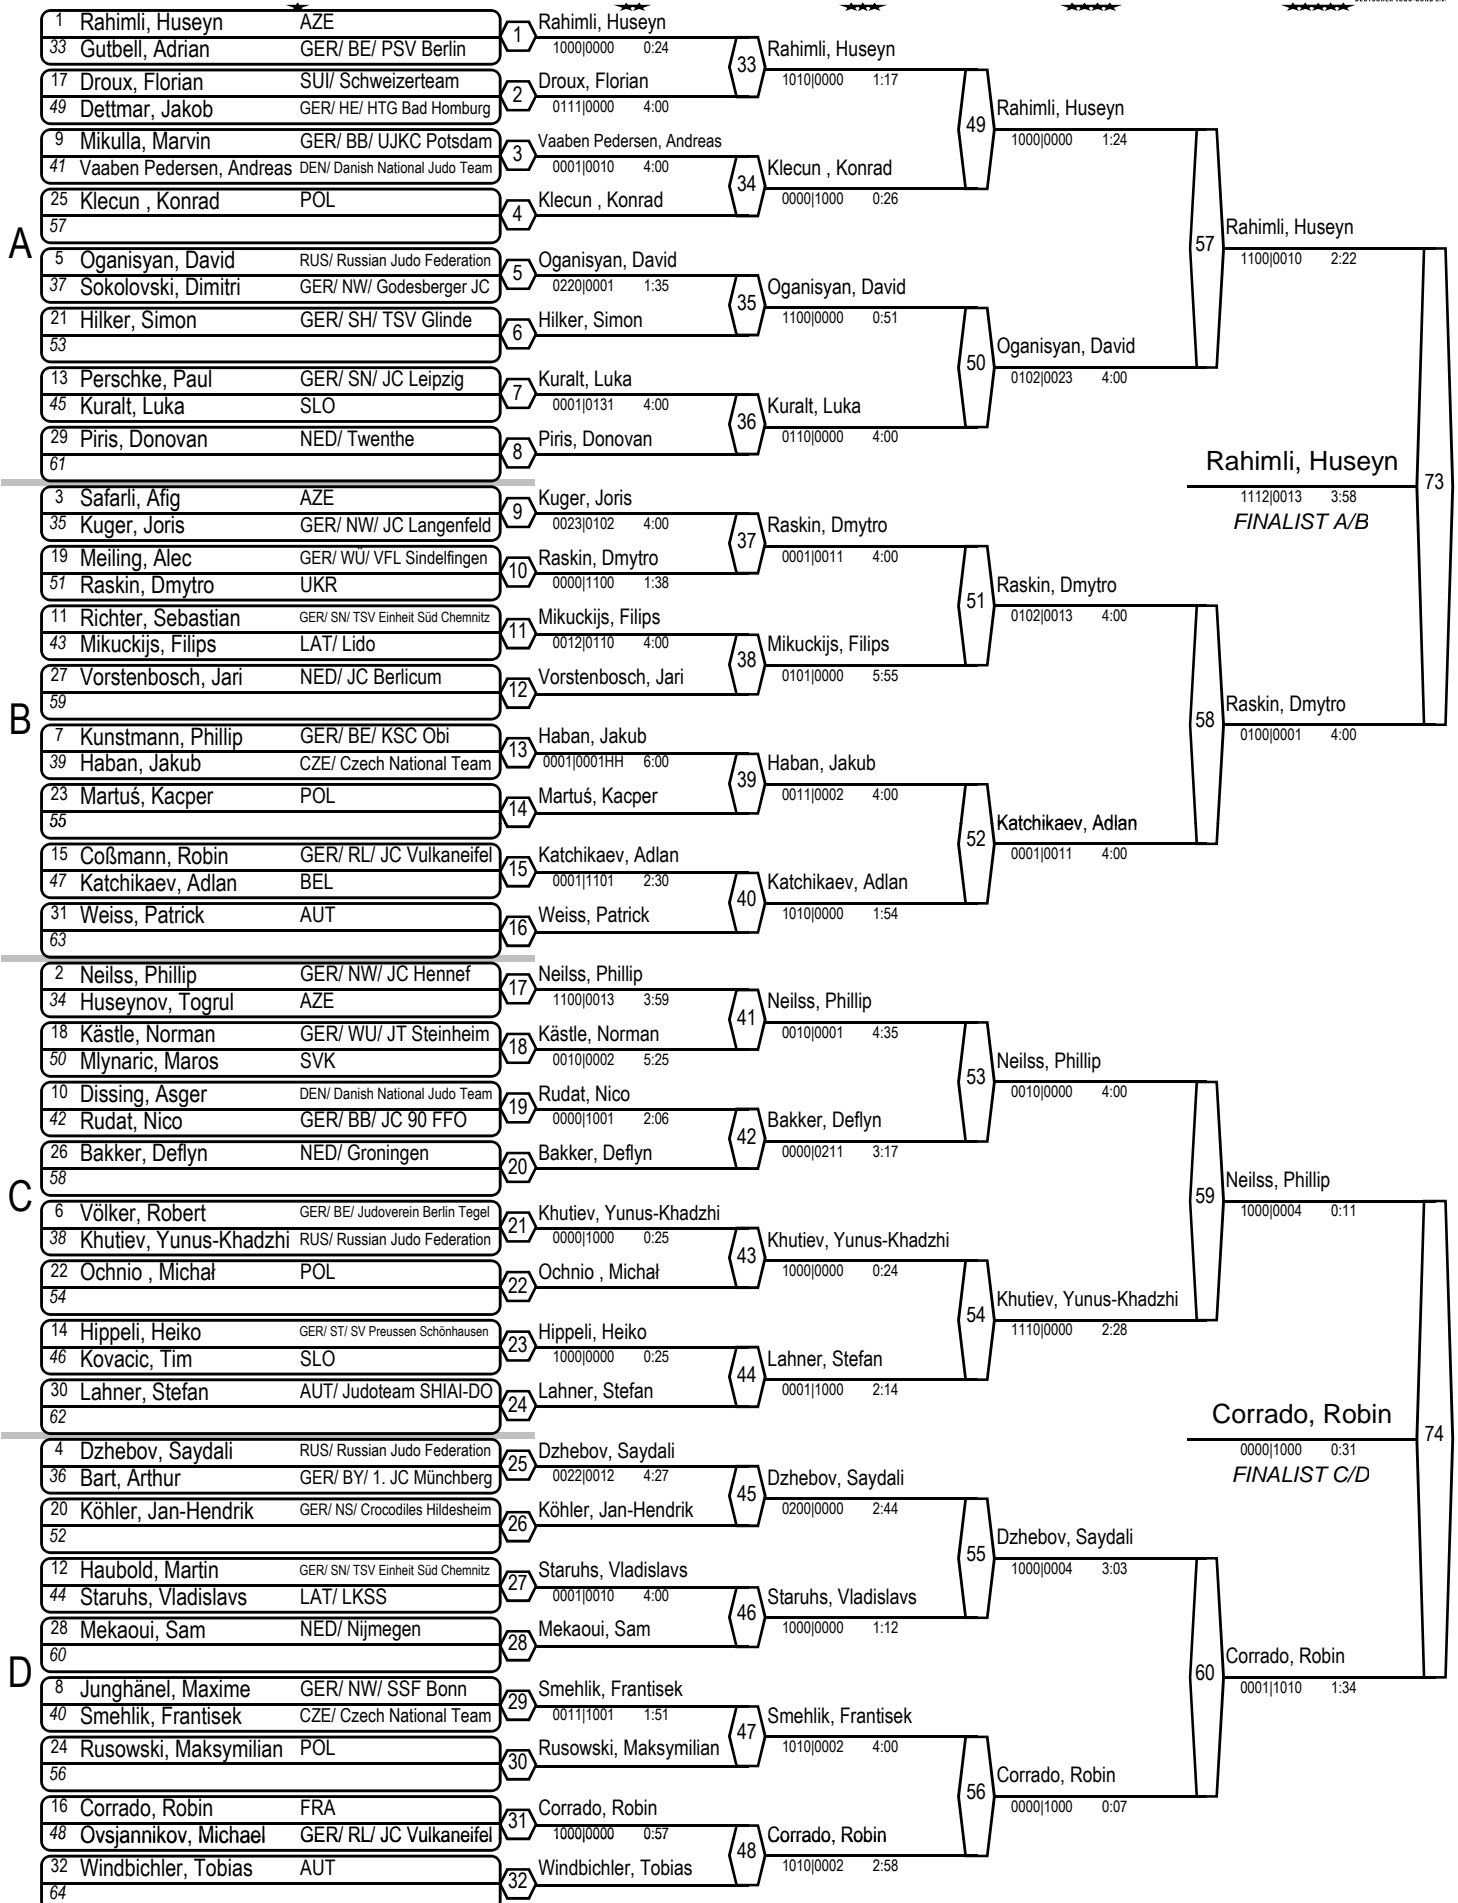 1 Rahimli, Huseyn AZE
33 Gutbell, Adrian GER/ BE/ PSV Berlin
1
Rahimli, Huseyn
1000|0000 0:24
17 Droux, Florian SUI/ Schweizerteam
49 Dettmar, Jakob GER/ HE/ HTG Bad Homburg
2
Droux, Florian
0111|0000 4:00
33
Rahimli, Huseyn
1010|0000 1:17
9 Mikulla, Marvin GER/ BB/ UJKC Potsdam
41 Vaaben Pedersen, Andreas DEN/ Danish National Judo Team
3
Vaaben Pedersen, Andreas
0001|0010 4:00
25 Klecun , Konrad POL
57
4
Klecun , Konrad
34
Klecun , Konrad
0000|1000 0:26
49
Rahimli, Huseyn
1000|0000 1:24
A
5 Oganisyan, David RUS/ Russian Judo Federation
37 Sokolovski, Dimitri GER/ NW/ Godesberger JC
5
Oganisyan, David
0220|0001 1:35
21 Hilker, Simon GER/ SH/ TSV Glinde
53
6
Hilker, Simon
35
Oganisyan, David
1100|0000 0:51
13 Perschke, Paul GER/ SN/ JC Leipzig
45 Kuralt, Luka SLO
7
Kuralt, Luka
0001|0131 4:00
29 Piris, Donovan NED/ Twenthe
61
8
Piris, Donovan
36
Kuralt, Luka
0110|0000 4:00
50
Oganisyan, David
0102|0023 4:00
57
Rahimli, Huseyn
1100|0010 2:22
3 Safarli, Afig AZE
35 Kuger, Joris GER/ NW/ JC Langenfeld
9
Kuger, Joris
0023|0102 4:00
19 Meiling, Alec GER/ WÜ/ VFL Sindelfingen
51 Raskin, Dmytro UKR
10
Raskin, Dmytro
0000|1100 1:38
37
Raskin, Dmytro
0001|0011 4:00
11 Richter, Sebastian GER/ SN/ TSV Einheit Süd Chemnitz
43 Mikuckijs, Filips LAT/ Lido
11
Mikuckijs, Filips
0012|0110 4:00
27 Vorstenbosch, Jari NED/ JC Berlicum
59
12
Vorstenbosch, Jari
38
Mikuckijs, Filips
0101|0000 5:55
51
Raskin, Dmytro
0102|0013 4:00
B
7 Kunstmann, Phillip GER/ BE/ KSC Obi
39 Haban, Jakub CZE/ Czech National Team
13
Haban, Jakub
0001|0001HH 6:00
23 Martuś, Kacper POL
55
14
Martuś, Kacper
39
Haban, Jakub
0011|0002 4:00
15 Coßmann, Robin GER/ RL/ JC Vulkaneifel
47 Katchikaev, Adlan BEL
15
Katchikaev, Adlan
0001|1101 2:30
31 Weiss, Patrick AUT
63
16
Weiss, Patrick
40
Katchikaev, Adlan
1010|0000 1:54
52
Katchikaev, Adlan
0001|0011 4:00
58
Raskin, Dmytro
0100|0001 4:00
Rahimli, Huseyn
1112|0013 3:58
FINALIST A/B
73
2 Neilss, Phillip GER/ NW/ JC Hennef
34 Huseynov, Togrul AZE
17
Neilss, Phillip
1100|0013 3:59
18 Kästle, Norman GER/ WU/ JT Steinheim
50 Mlynaric, Maros SVK
18
Kästle, Norman
0010|0002 5:25
41
Neilss, Phillip
0010|0001 4:35
10 Dissing, Asger DEN/ Danish National Judo Team
42 Rudat, Nico GER/ BB/ JC 90 FFO
19
Rudat, Nico
0000|1001 2:06
26 Bakker, Deflyn NED/ Groningen
58
20
Bakker, Deflyn
42
Bakker, Deflyn
0000|0211 3:17
53
Neilss, Phillip
0010|0000 4:00
C
6 Völker, Robert GER/ BE/ Judoverein Berlin Tegel
38 Khutiev, Yunus-Khadzhi RUS/ Russian Judo Federation
21
Khutiev, Yunus-Khadzhi
0000|1000 0:25
22 Ochnio , Michał POL
54
22
Ochnio , Michał
43
Khutiev, Yunus-Khadzhi
1000|0000 0:24
14 Hippeli, Heiko GER/ ST/ SV Preussen Schönhausen
46 Kovacic, Tim SLO
23
Hippeli, Heiko
1000|0000 0:25
30 Lahner, Stefan AUT/ Judoteam SHIAI-DO
62
24
Lahner, Stefan
44
Lahner, Stefan
0001|1000 2:14
54
Khutiev, Yunus-Khadzhi
1110|0000 2:28
59
Neilss, Phillip
1000|0004 0:11
4 Dzhebov, Saydali RUS/ Russian Judo Federation
36 Bart, Arthur GER/ BY/ 1. JC Münchberg
25
Dzhebov, Saydali
0022|0012 4:27
20 Köhler, Jan-Hendrik GER/ NS/ Crocodiles Hildesheim
52
26
Köhler, Jan-Hendrik
45
Dzhebov, Saydali
0200|0000 2:44
12 Haubold, Martin GER/ SN/ TSV Einheit Süd Chemnitz
44 Staruhs, Vladislavs LAT/ LKSS
27
Staruhs, Vladislavs
0001|0010 4:00
28 Mekaoui, Sam NED/ Nijmegen
60
28
Mekaoui, Sam
46
Staruhs, Vladislavs
1000|0000 1:12
55
Dzhebov, Saydali
1000|0004 3:03
D
8 Junghänel, Maxime GER/ NW/ SSF Bonn
40 Smehlik, Frantisek CZE/ Czech National Team
29
Smehlik, Frantisek
0011|1001 1:51
24 Rusowski, Maksymilian POL
56
30
Rusowski, Maksymilian
47
Smehlik, Frantisek
1010|0002 4:00
16 Corrado, Robin FRA
48 Ovsjannikov, Michael GER/ RL/ JC Vulkaneifel
31
Corrado, Robin
1000|0000 0:57
32 Windbichler, Tobias AUT
64
32
Windbichler, Tobias
48
Corrado, Robin
1010|0002 2:58
56
Corrado, Robin
0000|1000 0:07
60
Corrado, Robin
0001|1010 1:34
Corrado, Robin
0000|1000 0:31
FINALIST C/D
74